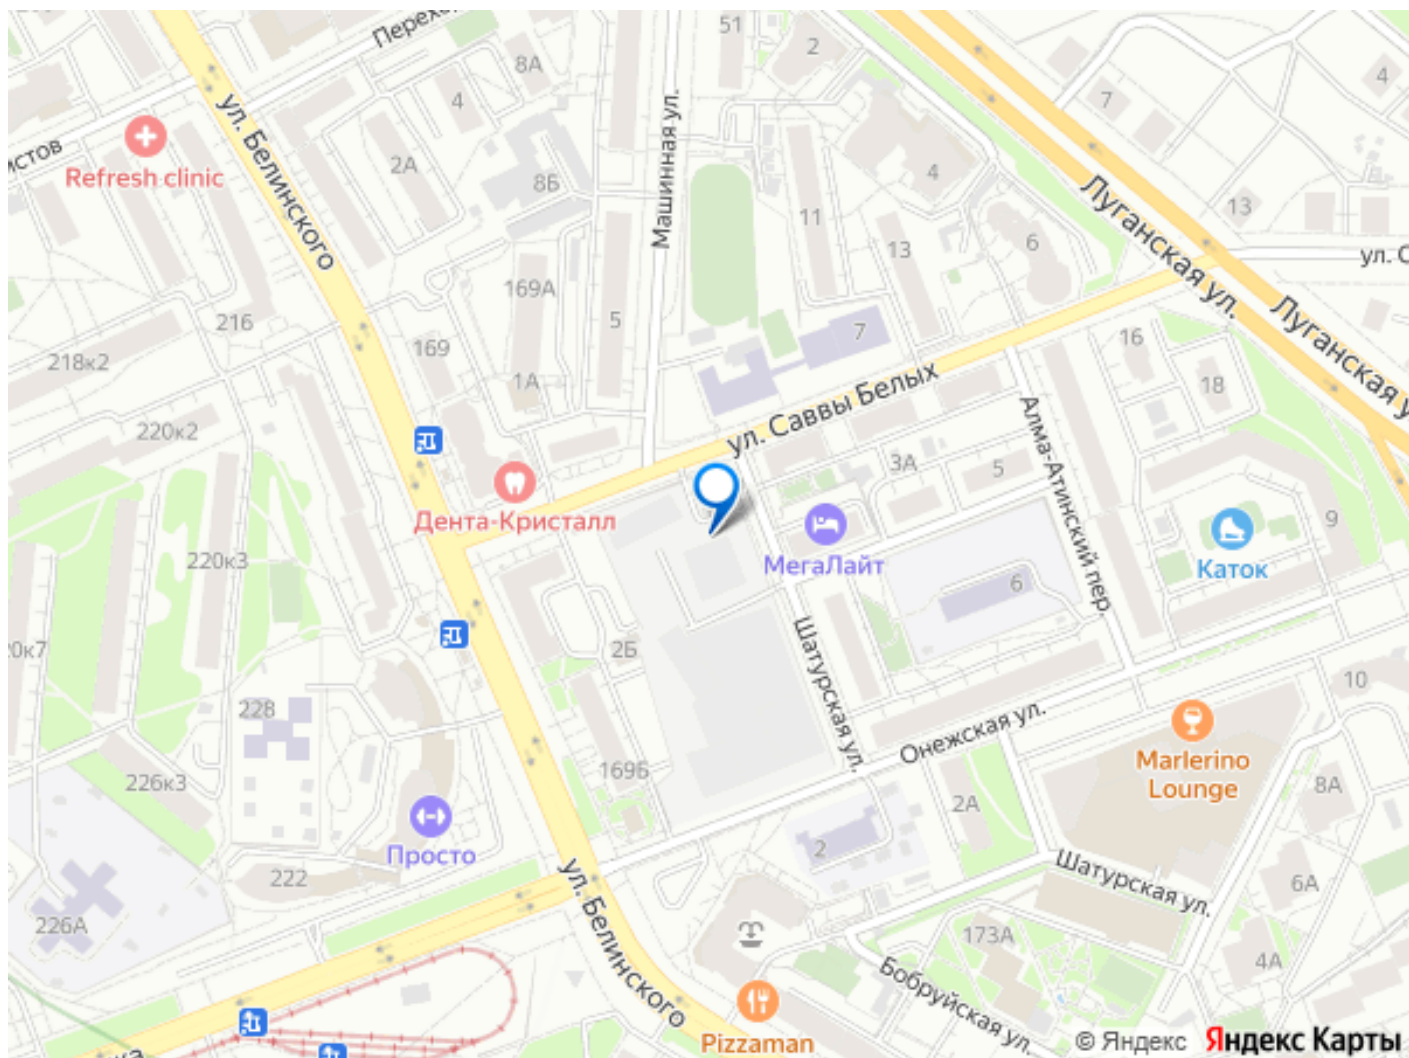 Переход
51
2
8А
4
7
4
ул. Белинского
истов
Refresh clinic
2А
8Б
Машинная ул.
4
11
13
6
13
Луганская ул.
ул. С
Луганская у
169А
216
5
7
16
218к2
169
1А
ул. Саввы Белых
18
220к2
Алма-Атинский пер.
3А
5
Дента-Кристалл
МегаЛайт
9
Каток
220к3
6
20к7
2Б
Шатурская ул.
228
10
Онежская ул.
Marlerino
Lounge
226к3
169Б
2А
8А
Просто
2
222
ул. Белинского
Шатурская ул.
6А
226А
173А
4А
Бобруйская ул.
Pizzaman
© Яндекс
Яндекс Карты